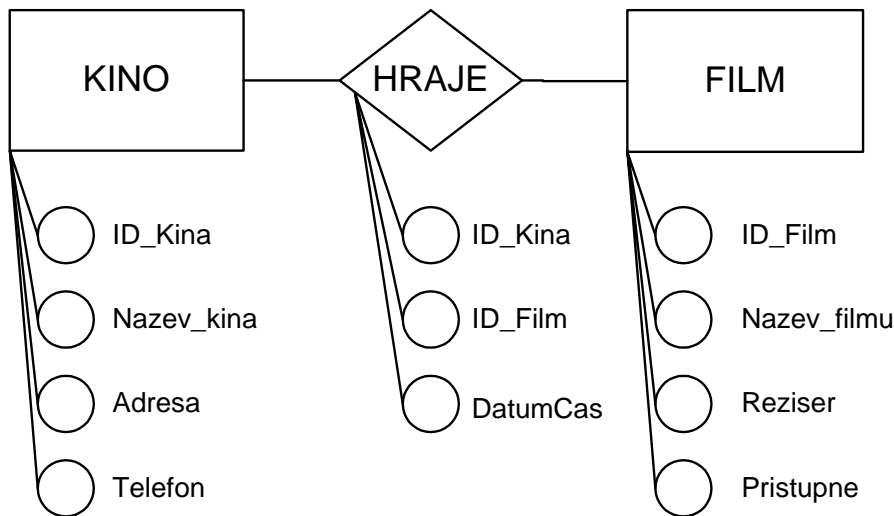 KINO
HRAJE
FILM
ID_Kina
Nazev_kina
Adresa
Telefon
ID_Kina
ID_Film
DatumCas
ID_Film
Nazev_filmu
Reziser
Pristupne